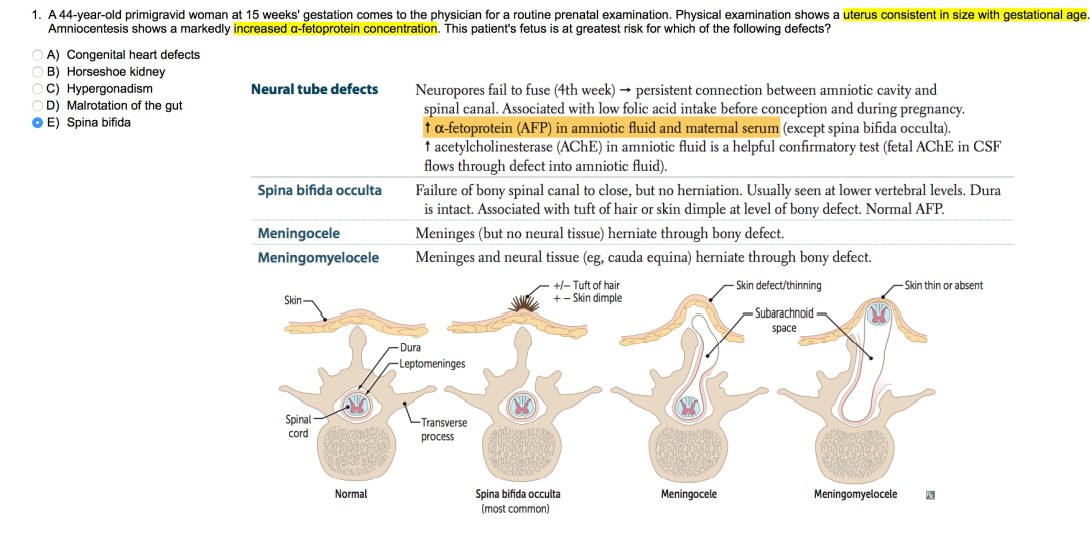 1. A 44-year-old primigravid woman at 15 weeks' gestation comes to the physician for a routine prenatal examination. Physical examination shows a uterus consistent in size with gestational age.
Amniocentesis shows a markedly increased α-fetoprotein concentration. This patient's fetus is at greatest risk for which of the following defects?
A) Congenital heart defects
B) Horseshoe kidney
C) Hypergonadism
D) Malrotation of the gut
E) Spina bifida
Neural tube defects
Neuropores fail to fuse (4th week) → persistent connection between amniotic cavity and
spinal canal. Associated with low folic acid intake before conception and during pregnancy.
↑ α-fetoprotein (AFP) in amniotic fluid and maternal serum (except spina bifida occulta).
↑ acetylcholinesterase (AChE) in amniotic fluid is a helpful confirmatory test (fetal AChE in CSF
flows through defect into amniotic fluid).
Spina bifida occulta
Failure of bony spinal canal to close, but no herniation. Usually seen at lower vertebral levels. Dura
is intact. Associated with tuft of hair or skin dimple at level of bony defect. Normal AFP.
Meningocele
Meninges (but no neural tissue) herniate through bony defect.
Meningomyelocele
Meninges and neural tissue (eg, cauda equina) herniate through bony defect.
Skin
+/– Tuft of hair
+ – Skin dimple
Skin defect/thinning
Subarachnoid
space
Skin thin or absent
Dura
Leptomeninges
Spinal
cord
Transverse
process
Normal
Spina bifida occulta
(most common)
Meningocele
Meningomyelocele